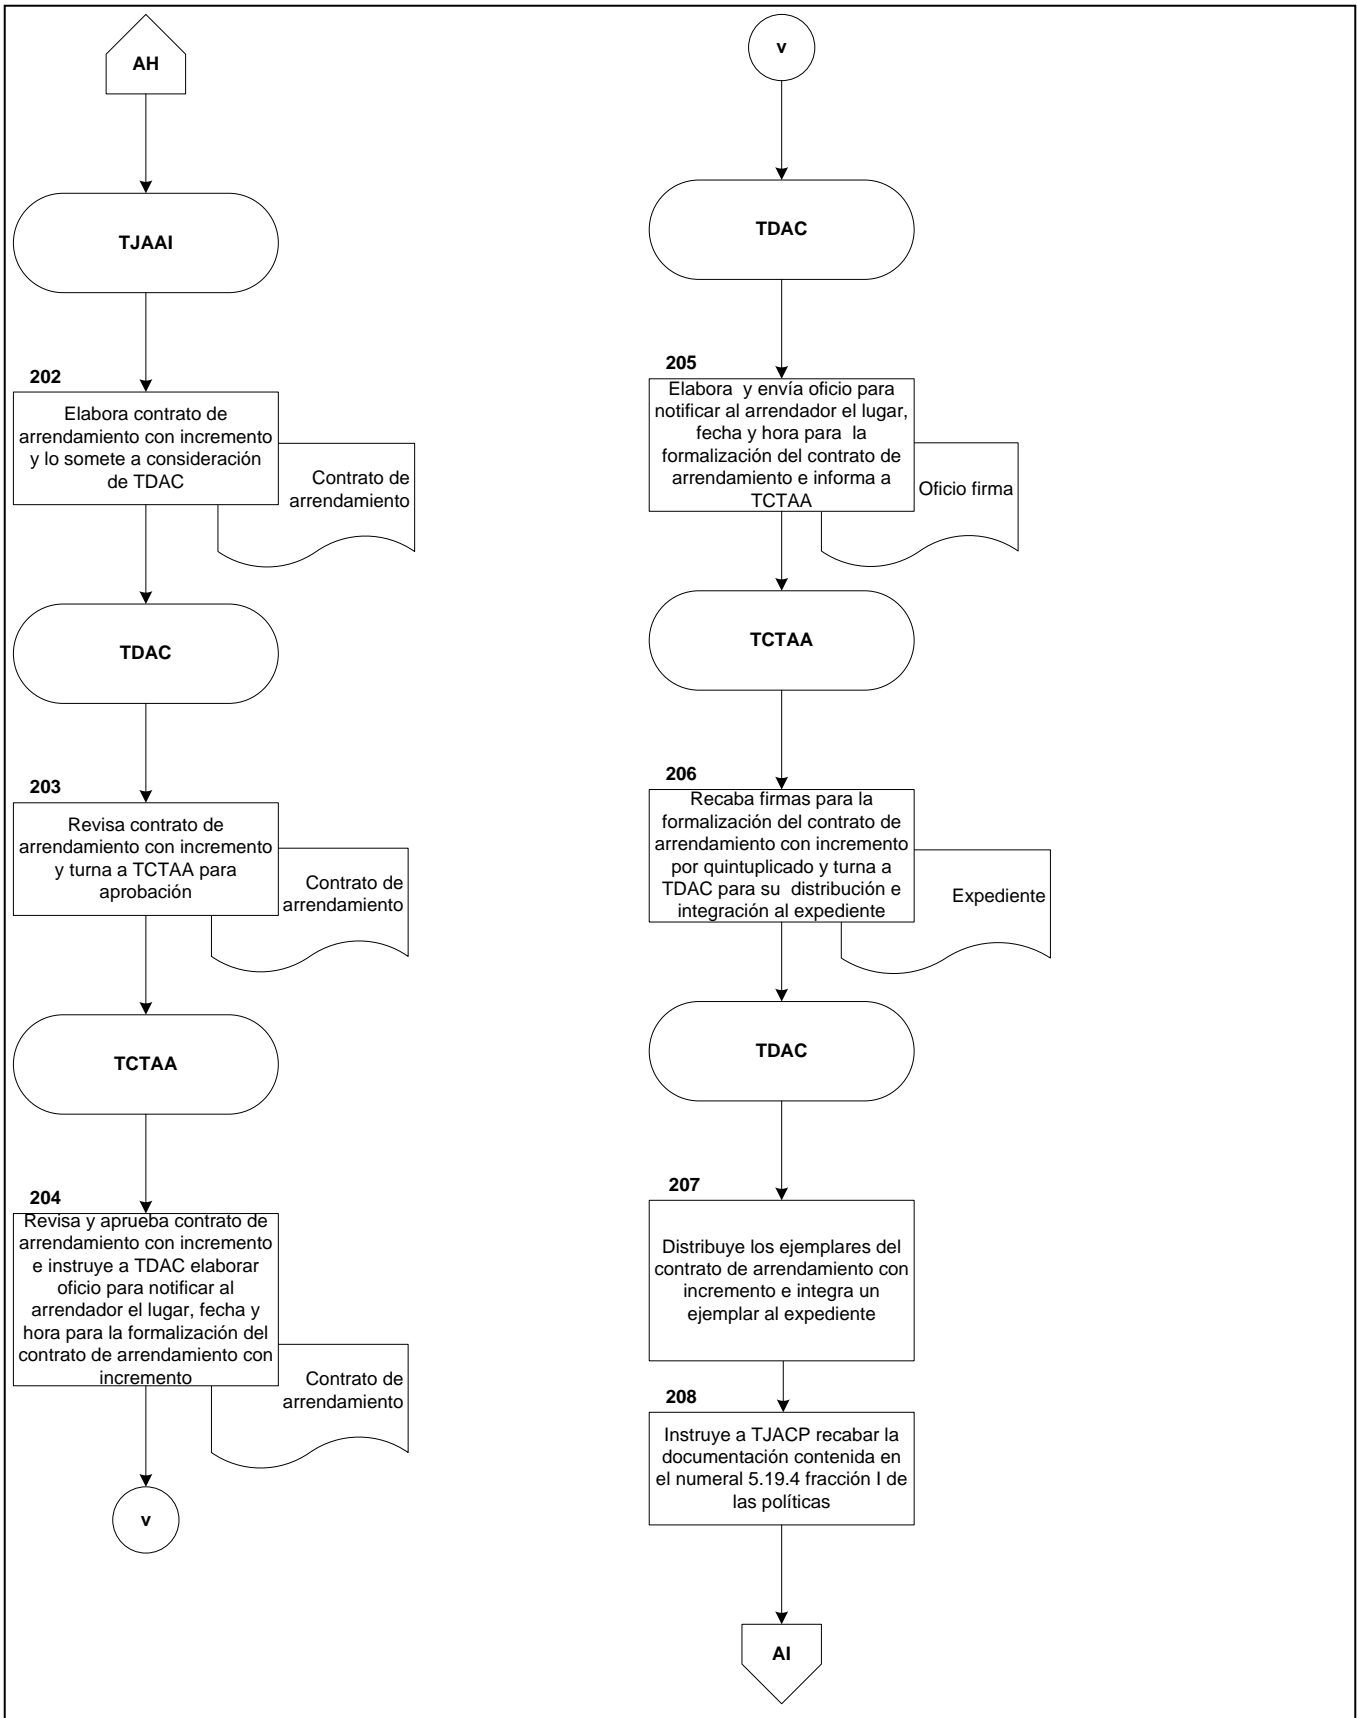 AH
TJAAI
202
Elabora contrato de
arrendamiento con incremento
y lo somete a consideración
de TDAC
Contrato de
arrendamiento
TDAC
203
Revisa contrato de
arrendamiento con incremento
y turna a TCTAA para
aprobación
Contrato de
arrendamiento
TCTAA
204
Revisa y aprueba contrato de
arrendamiento con incremento
e instruye a TDAC elaborar
oficio para notificar al
arrendador el lugar, fecha y
hora para la formalización del
contrato de arrendamiento con
incremento
Contrato de
arrendamiento
v
v
TDAC
205
Elabora y envía oficio para
notificar al arrendador el lugar,
fecha y hora para la
formalización del contrato de
arrendamiento e informa a
TCTAA
Oficio firma
TCTAA
206
Recaba firmas para la
formalización del contrato de
arrendamiento con incremento
por quintuplicado y turna a
TDAC para su distribución e
integración al expediente
Expediente
TDAC
207
Distribuye los ejemplares del
contrato de arrendamiento con
incremento e integra un
ejemplar al expediente
208
Instruye a TJACP recabar la
documentación contenida en
el numeral 5.19.4 fracción I de
las políticas
AI